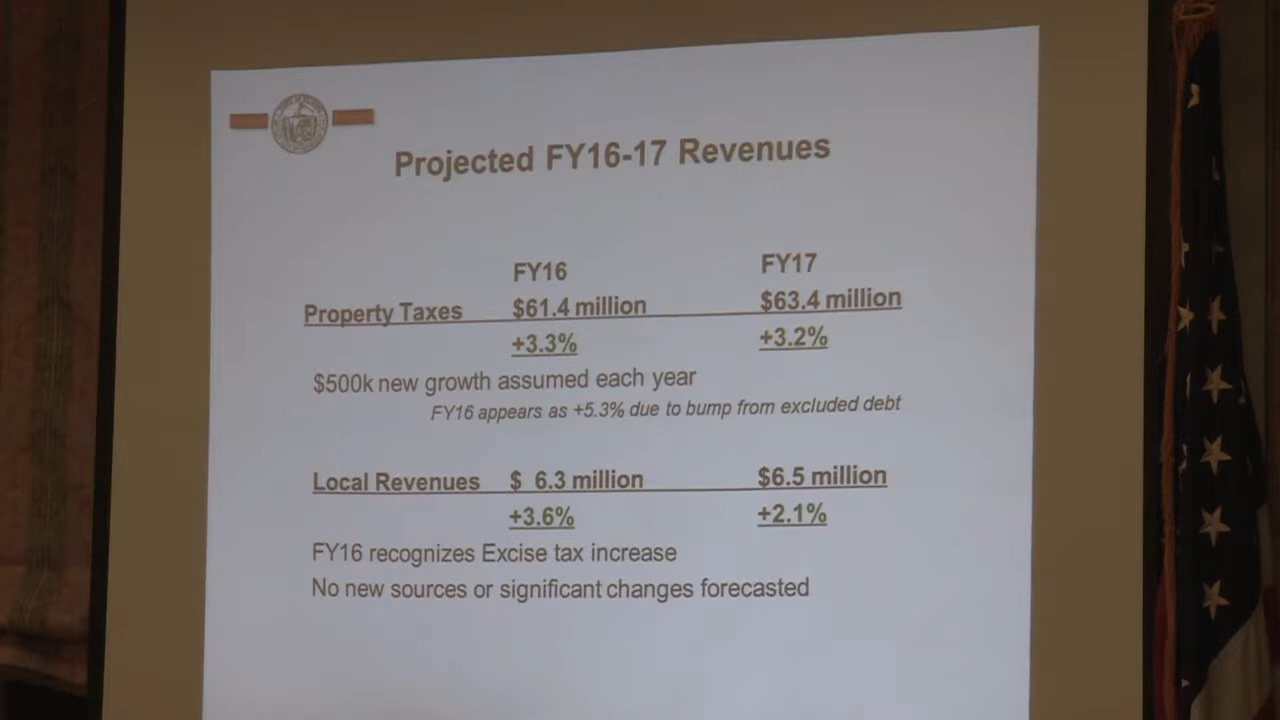 Projected FY16-17 Revenues
FY16 FY17
Property Taxes $61.4 million $63.4 million
+3.3% +3.2%
$500k new growth assumed each year
FY16 appears as +5.3% due to bump from excluded debt
Local Revenues $ 6.3 million $6.5 million
+3.6% +2.1%
FY16 recognizes Excise tax increase
No new sources or significant changes forecasted